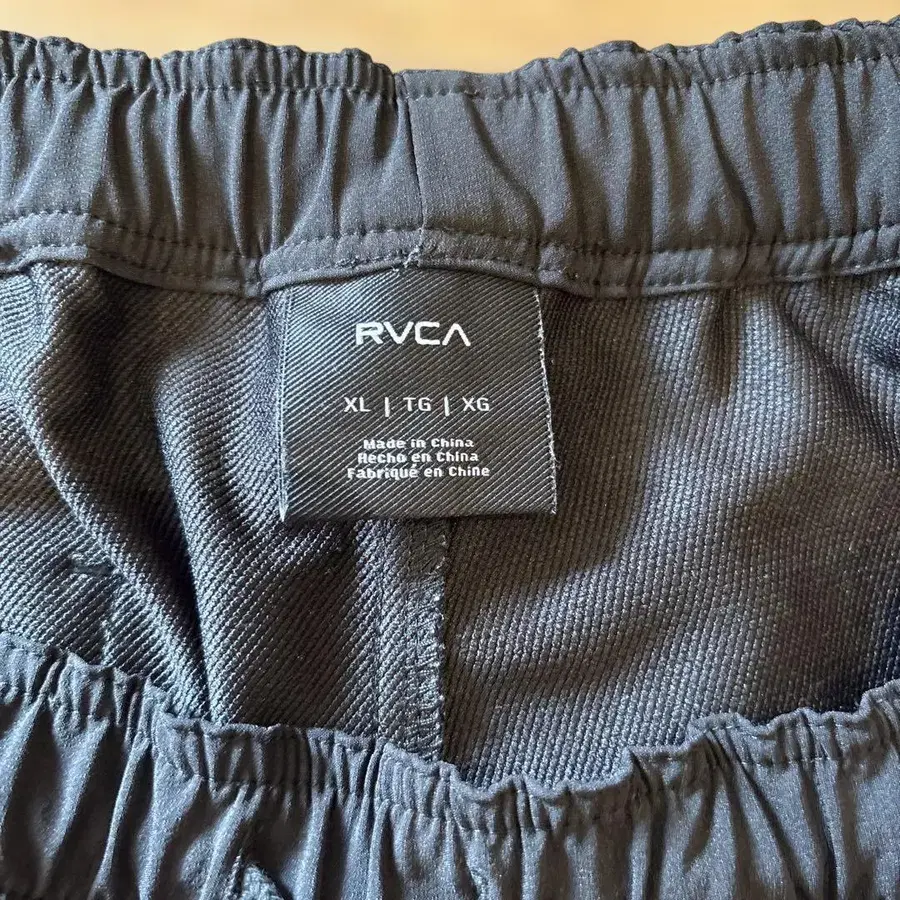 RVCA
XL | TG | XG
Made in China
Hecho en China
Fabriqué en Chine